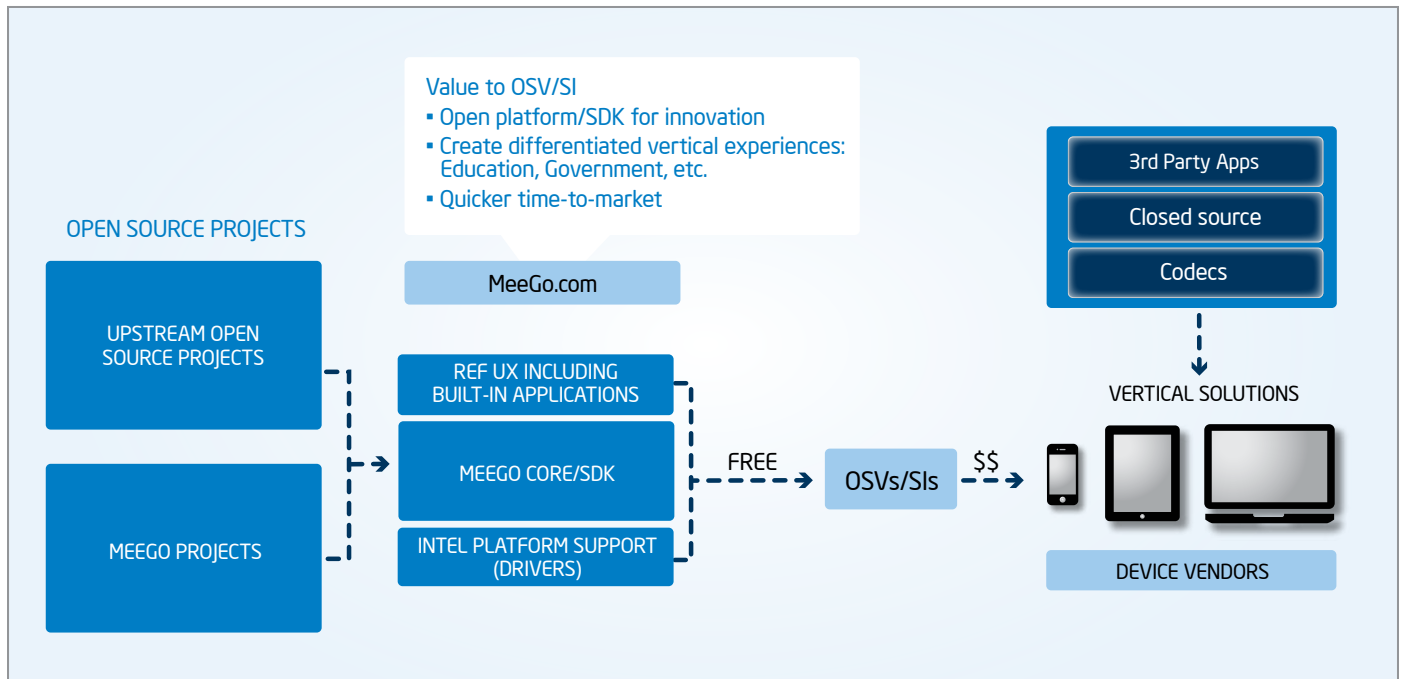 Value to OSV/SI
▪ Open platform/SDK for innovation
▪ Create differentiated vertical experiences:
Education, Government, etc.
▪ Quicker time-to-market
MeeGo.com
OPEN SOURCE PROJECTS
UPSTREAM OPEN
SOURCE PROJECTS
MEEGO PROJECTS
REF UX INCLUDING
BUILT-IN APPLICATIONS
MEEGO CORE/SDK
INTEL PLATFORM SUPPORT
(DRIVERS)
FREE
OSVs/SIs
$$
3rd Party Apps
Closed source
Codecs
VERTICAL SOLUTIONS
DEVICE VENDORS